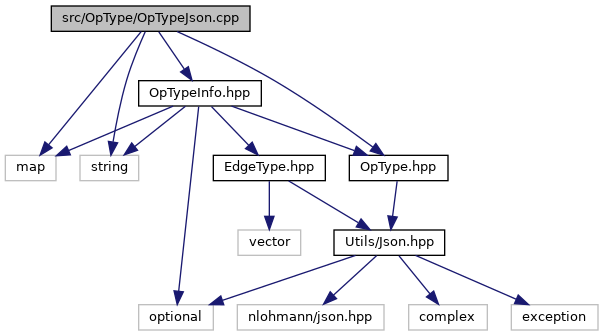 src/OpType/OpTypeJson.cpp
OpTypeInfo.hpp
map
string
EdgeType.hpp
OpType.hpp
vector
Utils/Json.hpp
optional
nlohmann/json.hpp
complex
exception